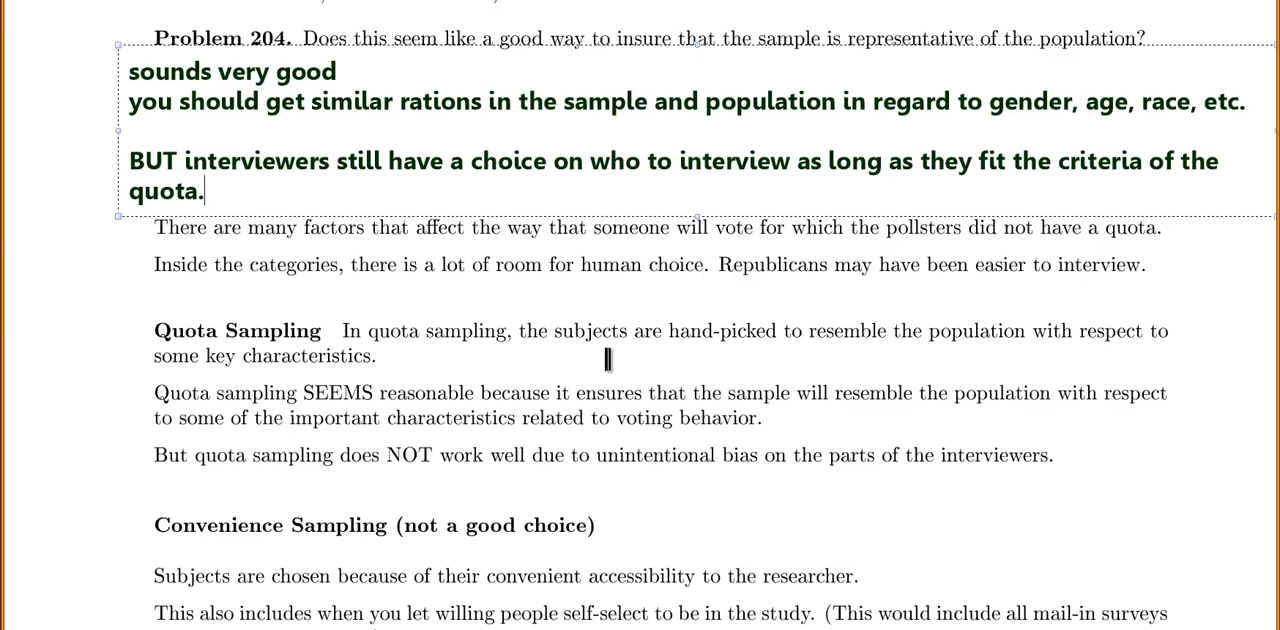 Problem 204. Does this seem like a good way to insure that the sample is representative of the population?
sounds very good
you should get similar rations in the sample and population in regard to gender, age, race, etc.
BUT interviewers still have a choice on who to interview as long as they fit the criteria of the
quota.
There are many factors that affect the way that someone will vote for which the pollsters did not have a quota.
Inside the categories, there is a lot of room for human choice. Republicans may have been easier to interview.
Quota Sampling In quota sampling, the subjects are hand-picked to resemble the population with respect to
some key characteristics.
Quota sampling SEEMS reasonable because it ensures that the sample will resemble the population with respect
to some of the important characteristics related to voting behavior.
But quota sampling does NOT work well due to unintentional bias on the parts of the interviewers.
Convenience Sampling (not a good choice)
Subjects are chosen because of their convenient accessibility to the researcher.
This also includes when you let willing people self-select to be in the study. (This would include all mail-in surveys